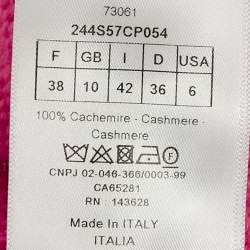 73061
244S57CP054
F GB I D USA
38 10 42 36 6
100% Cachemire - Cashmere -
Cashmere
CNPJ 02-046-366/0003-99
CA65281
RN : 143628
Made In ITALY
ITALIA